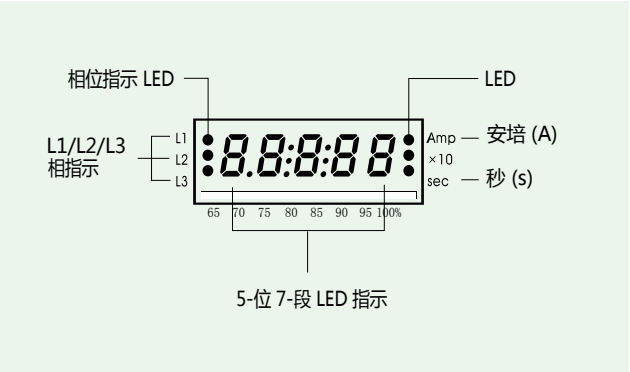 相位指示 LED
LED
L1/L2/L3
相指示
L1
L2
L3
8.8:8:8 8
Amp
×10
sec
安培 (A)
秒 (s)
65 70 75 80 85 90 95 100%
5-位 7-段 LED 指示